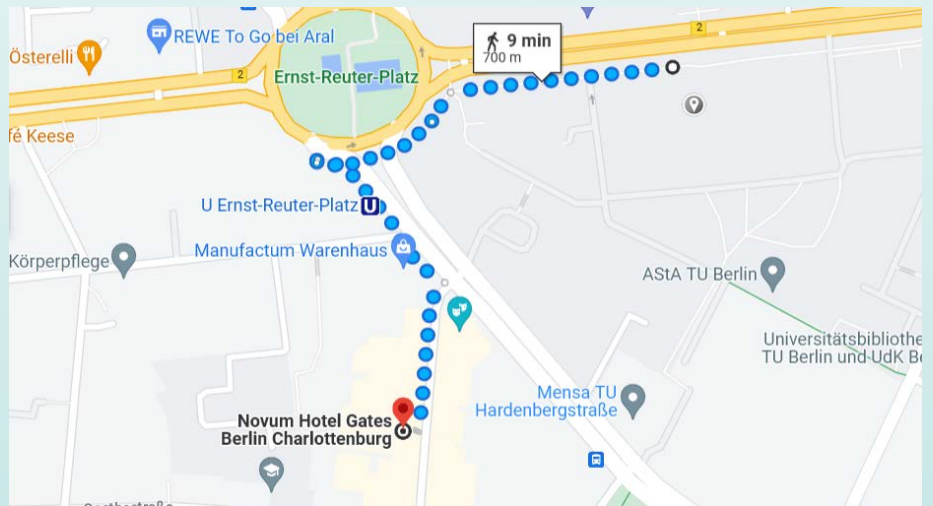 REWE To Go bei Aral
Österelli
2
2
9 min
700 m
Ernst-Reuter-Platz
fé Keese
U Ernst-Reuter-Platz
U
Manufactum Warenhaus
Körperpflege
AStA TU Berlin
Universitätsbibliothe
TU Berlin und UdK Be
Mensa TU
Hardenbergstraße
Novum Hotel Gates
Berlin Charlottenburg